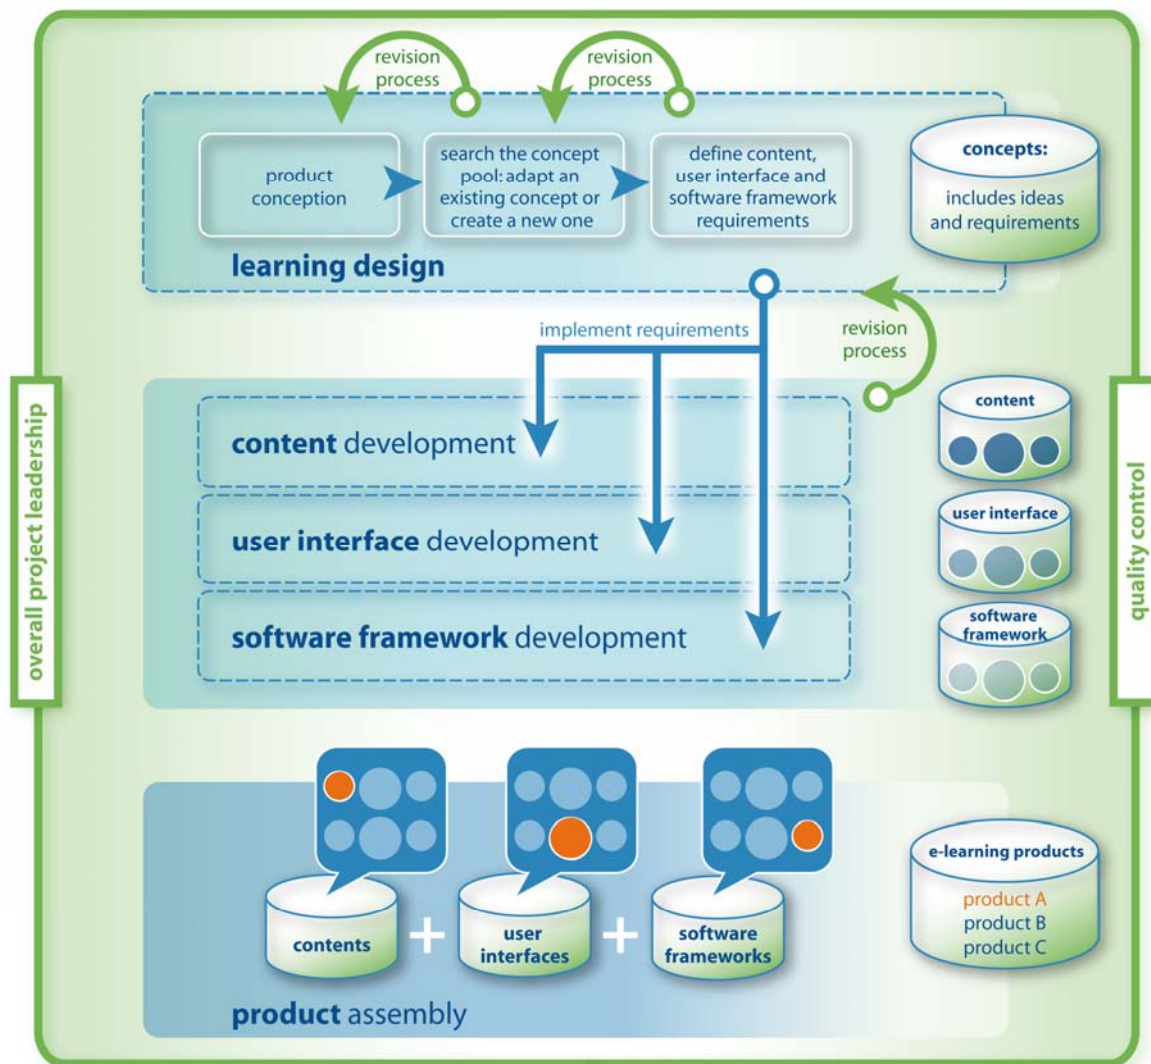 revision
process
revision
process
product
conception
search the concept
pool: adapt an
existing concept or
create a new one
define content,
user interface and
software framework
requirements
concepts:
includes ideas
and requirements
learning design
implement requirements
revision
process
overall project leadership
quality control
content development
user interface development
software framework development
content
user interface
software
framework
contents
+
user
interfaces
+
software
frameworks
e-learning products
product A
product B
product C
product assembly